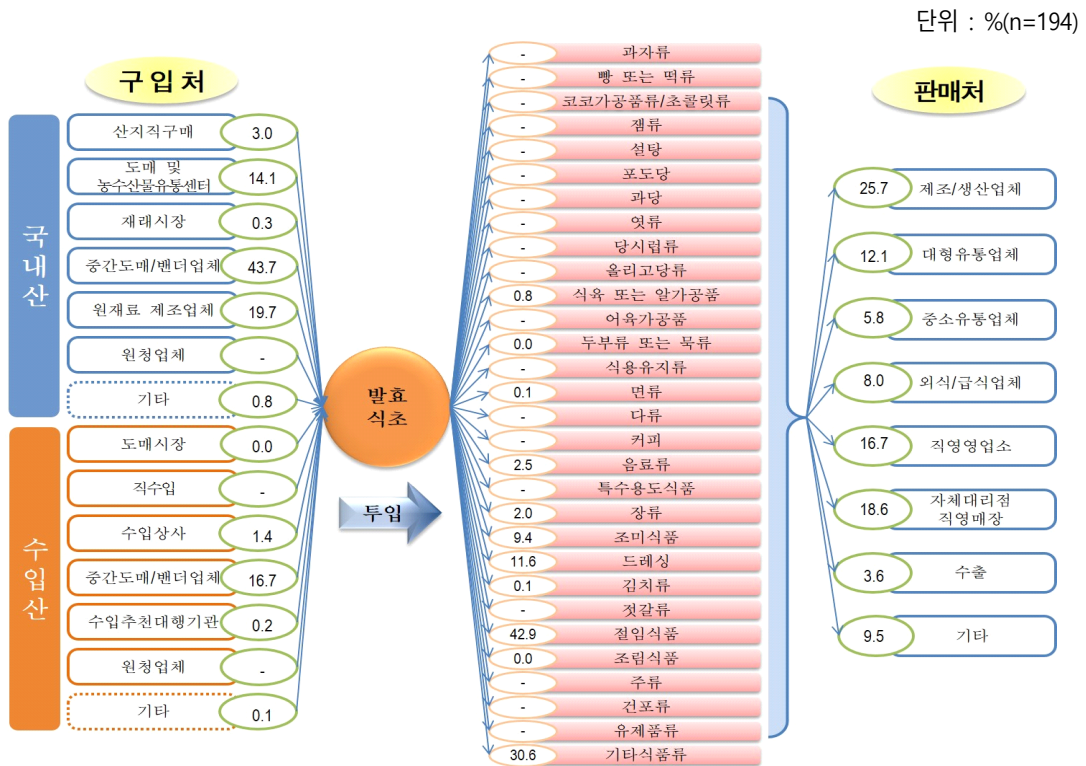 단위 : %(n=194)
구입처
판매처
국내산
산지직구매 3.0
도매 및
농수산물유통센터 14.1
재래시장 0.3
중간도매/밴더업체 43.7
원재료 제조업체 19.7
원청업체 -
기타 0.8
수입산
도매시장 0.0
직수입 -
수입상사 1.4
중간도매/밴더업체 16.7
수입추천대행기관 0.2
원청업체 -
기타 0.1
발효
식초
투입
- 과자류
- 빵 또는 떡류
- 코코가공품류/초콜릿류
- 잼류
- 설탕
- 포도당
- 과당
- 엿류
- 당시럽류
- 올리고당류
0.8 식육 또는 알가공품
- 어육가공품
0.0 두부류 또는 묵류
- 식용유지류
0.1 면류
- 다류
- 커피
2.5 음료류
- 특수용도식품
2.0 장류
9.4 조미식품
11.6 드레싱
0.1 김치류
- 젓갈류
42.9 절임식품
0.0 조림식품
- 주류
- 건포류
- 유제품류
30.6 기타식품류
25.7 제조/생산업체
12.1 대형유통업체
5.8 중소유통업체
8.0 외식/급식업체
16.7 직영영업소
18.6 자체대리점
직영매장
3.6 수출
9.5 기타